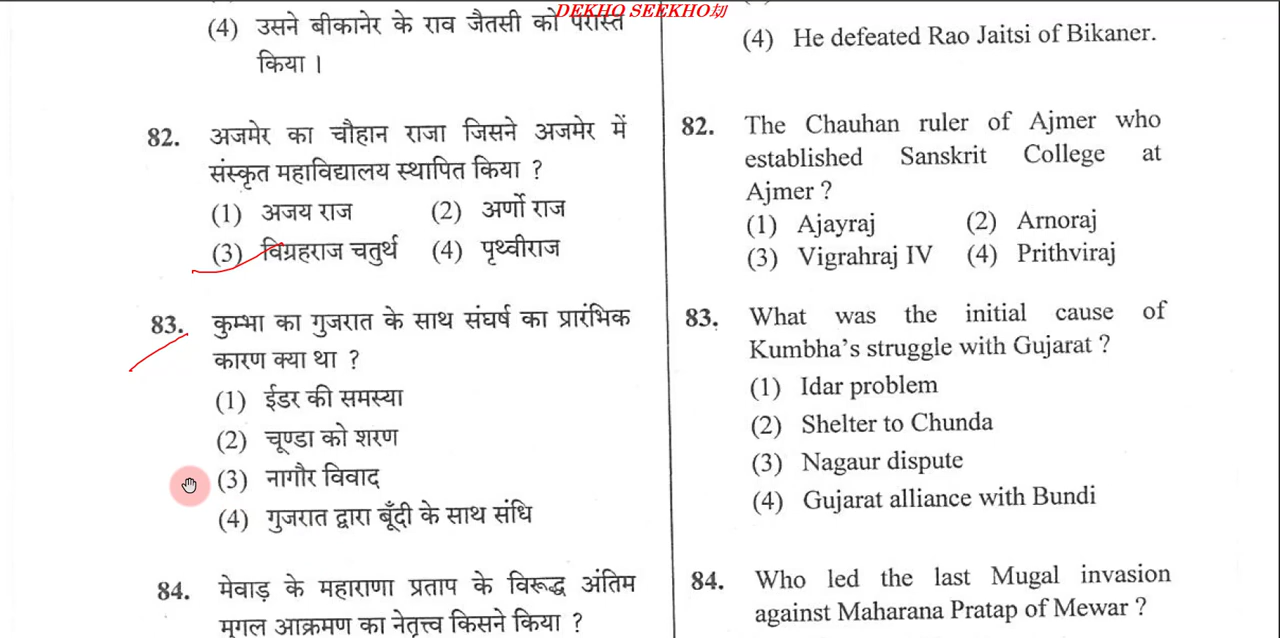 DEKHO SEEKHO
(4) उसने बीकानेर के राव जैतसी को परास्त
किया ।
82. अजमेर का चौहान राजा जिसने अजमेर में
संस्कृत महाविद्यालय स्थापित किया ?
(1) अजय राज (2) अर्णो राज
(3) विग्रहराज चतुर्थ (4) पृथ्वीराज
83. कुम्भा का गुजरात के साथ संघर्ष का प्रारंभिक
कारण क्या था ?
(1) ईडर की समस्या
(2) चूण्डा को शरण
(3) नागौर विवाद
(4) गुजरात द्वारा बूँदी के साथ संधि
84. मेवाड़ के महाराणा प्रताप के विरूद्ध अंतिम
मुगल आक्रमण का नेतृत्त्व किसने किया ?
(4) He defeated Rao Jaitsi of Bikaner.
82. The Chauhan ruler of Ajmer who
established Sanskrit College at
Ajmer ?
(1) Ajayraj (2) Arnoraj
(3) Vigrahraj IV (4) Prithviraj
83. What was the initial cause of
Kumbha's struggle with Gujarat ?
(1) Idar problem
(2) Shelter to Chunda
(3) Nagaur dispute
(4) Gujarat alliance with Bundi
84. Who led the last Mugal invasion
against Maharana Pratap of Mewar ?